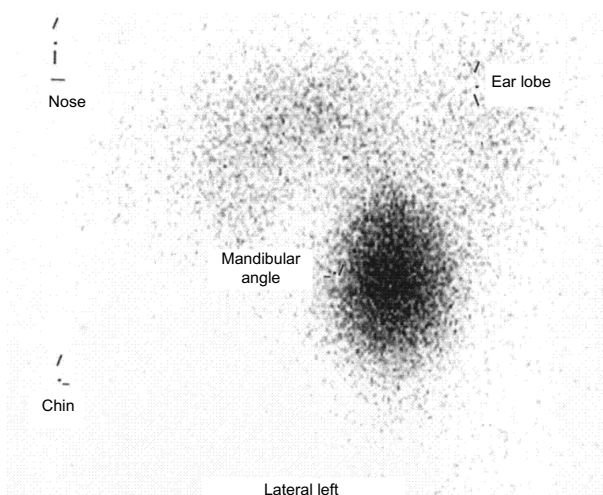 Nose
Ear lobe
Mandibular
angle
Chin
Lateral left